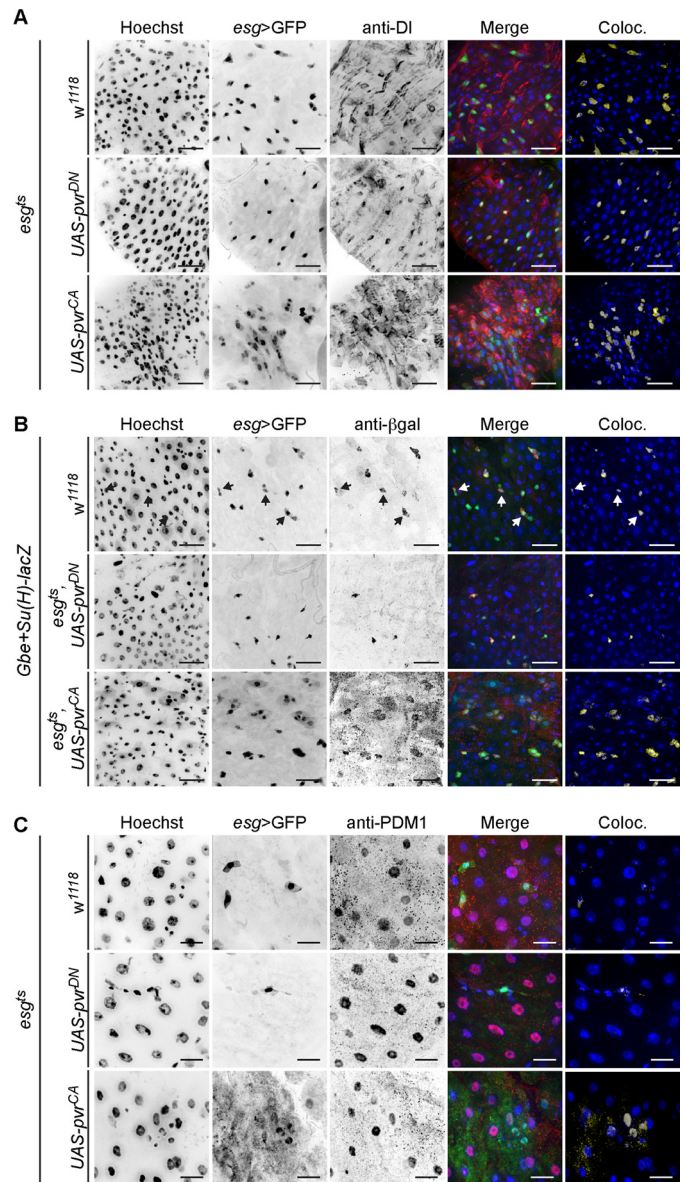 A
Hoechst esg>GFP anti-Dl Merge Coloc.
esgts
w1118
UAS-pvrDN
UAS-pvrCA
B
Hoechst esg>GFP anti-βgal Merge Coloc.
Gbe+Su(H)-lacZ
w1118
esgts,
UAS-pvrDN
esgts,
UAS-pvrCA
C
Hoechst esg>GFP anti-PDM1 Merge Coloc.
esgts
w1118
UAS-pvrDN
UAS-pvrCA